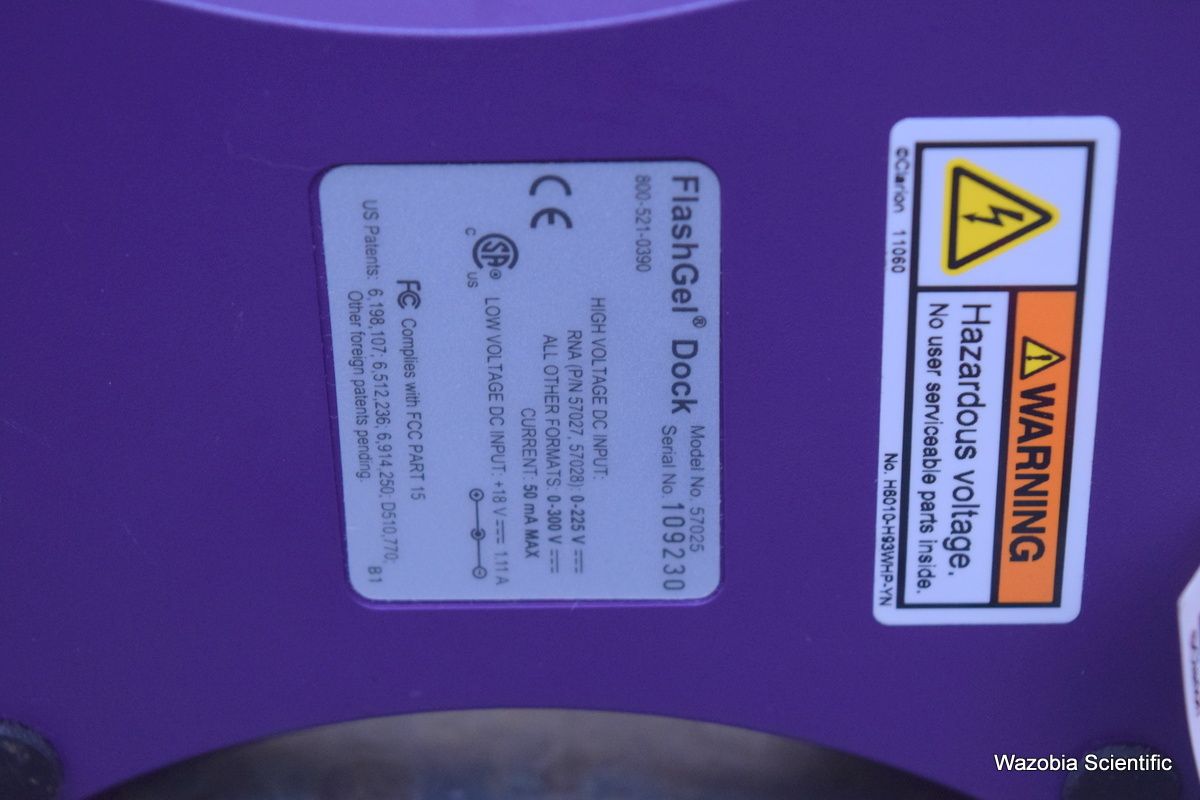 FlashGel® Dock Model No. 57025
800-521-0390 Serial No. 109230
HIGH VOLTAGE DC INPUT:
RNA (P/N 57027, 57028): 0-225 V
ALL OTHER FORMATS: 0-300 V
CURRENT: 50 mA MAX
CE
C SA® US
LOW VOLTAGE DC INPUT: +18 V 1.11 A
FC Complies with FCC PART 15
US Patents: 6,198,107; 6,512,236; 6,914,250; D510,770;
Other foreign patents pending. B1
WARNING
Hazardous voltage.
No user serviceable parts inside.
©Clarion 11060 No. H6010-H93WHP-YN
Wazobia Scientific